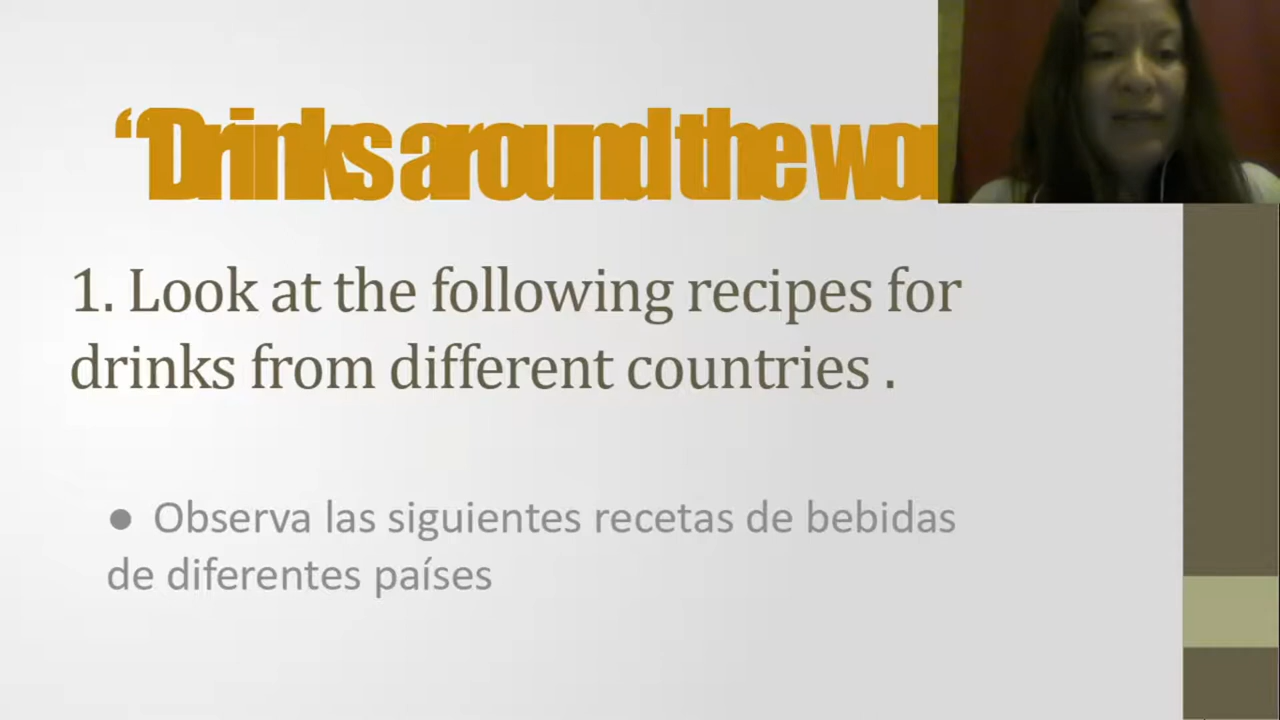 “Drinks around the
1. Look at the following recipes for
drinks from different countries .
● Observa las siguientes recetas de bebidas
de diferentes países